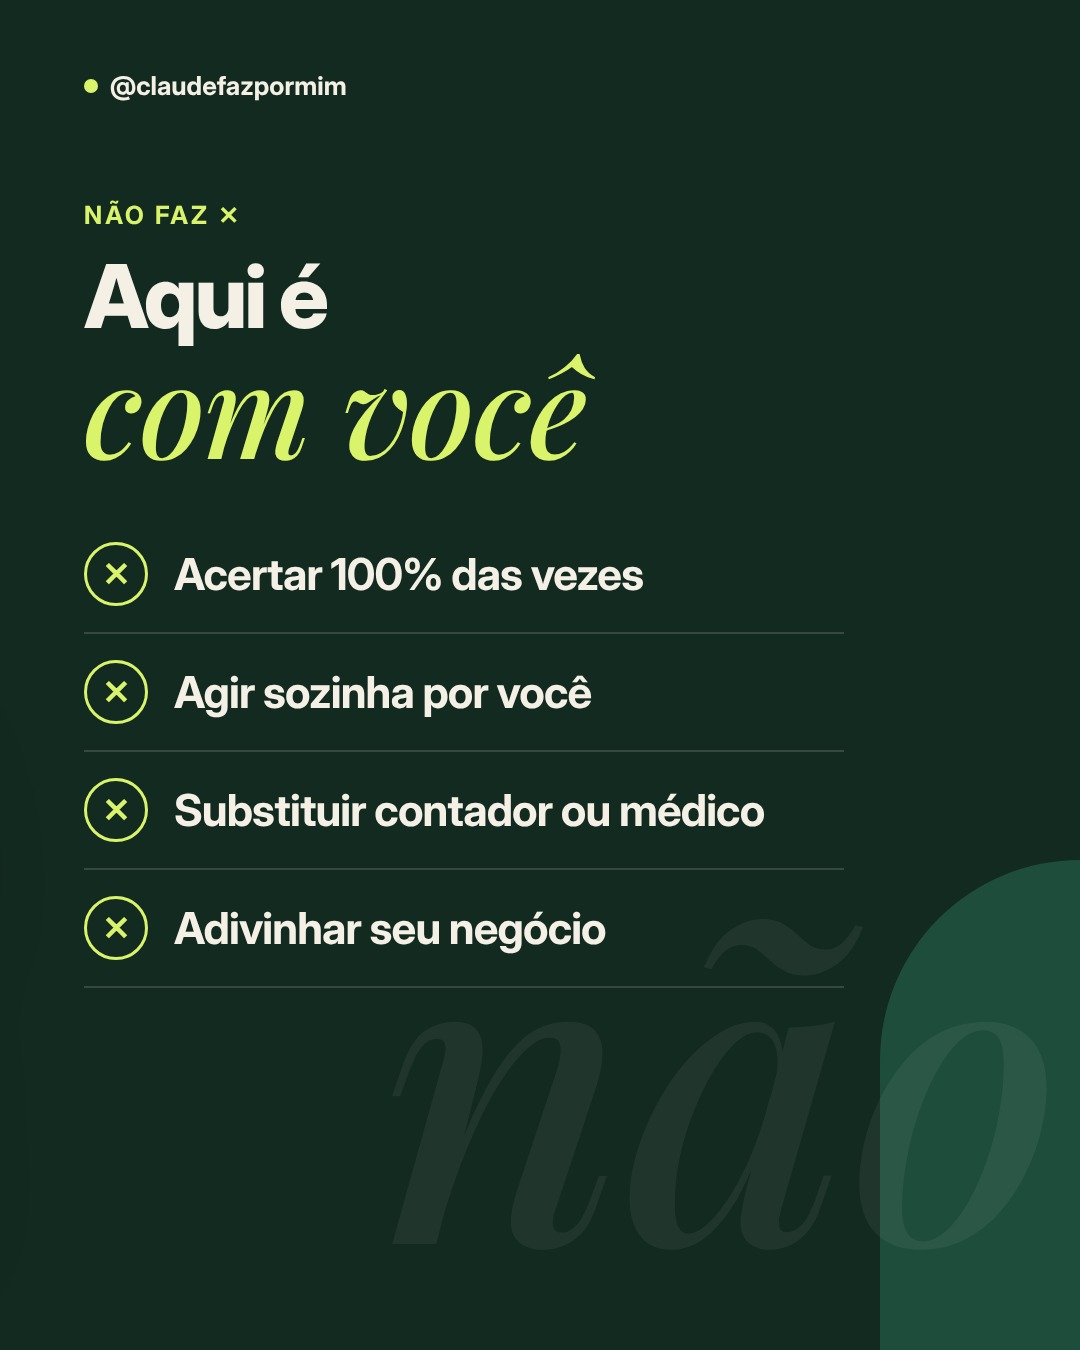 @claudefazpormim
NÃO FAZ ×
Aqui é
com você
× Acertar 100% das vezes
× Agir sozinha por você
× Substituir contador ou médico
× Adivinhar seu negócio
não